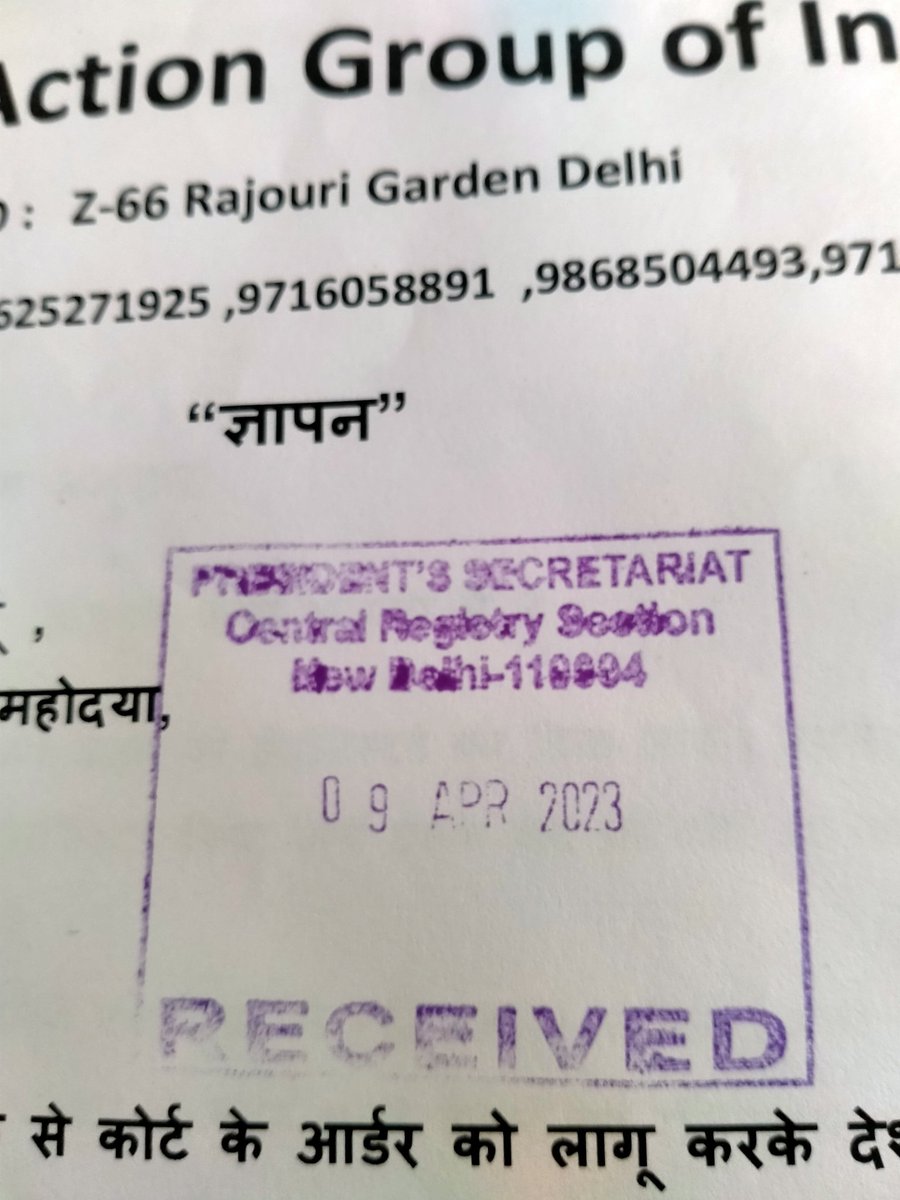 Action Group of In
: Z-66 Rajouri Garden Delhi
625271925 ,9716058891 ,9868504493,971
“ज्ञापन”
PRESIDENT'S SECRETARIAT
Central Registry Section
New Delhi-110004
,
महोदया,
09 APR 2023
RECEIVED
से कोर्ट के आर्डर को लागू करके देश